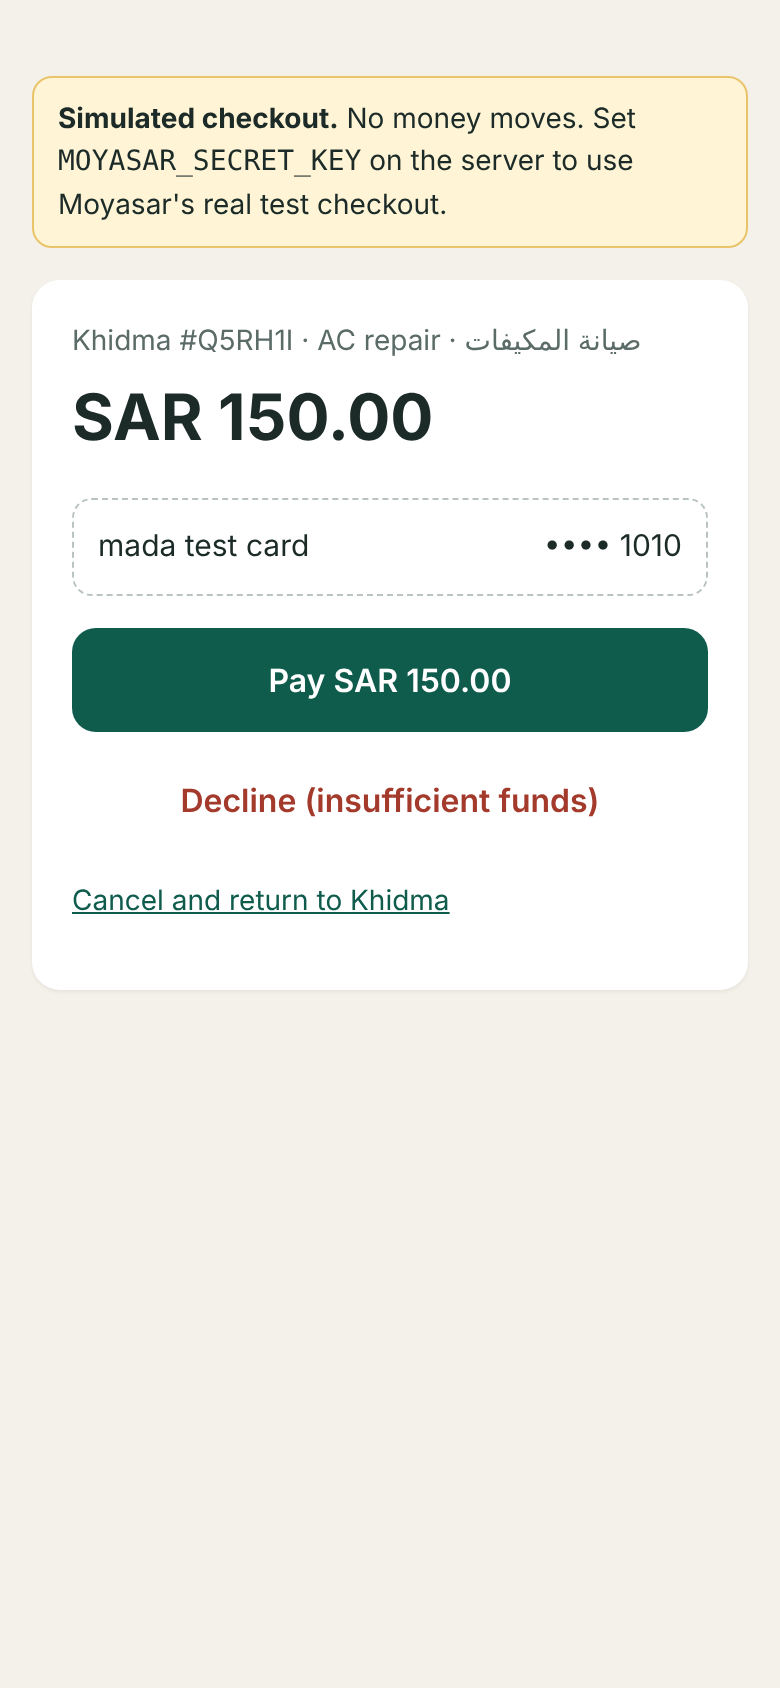 Simulated checkout. No money moves. Set
MOYASAR_SECRET_KEY on the server to use
Moyasar's real test checkout.
Khidma #Q5RH1I · AC repair · صيانة المكيفات
SAR 150.00
mada test card •••• 1010
Pay SAR 150.00
Decline (insufficient funds)
Cancel and return to Khidma